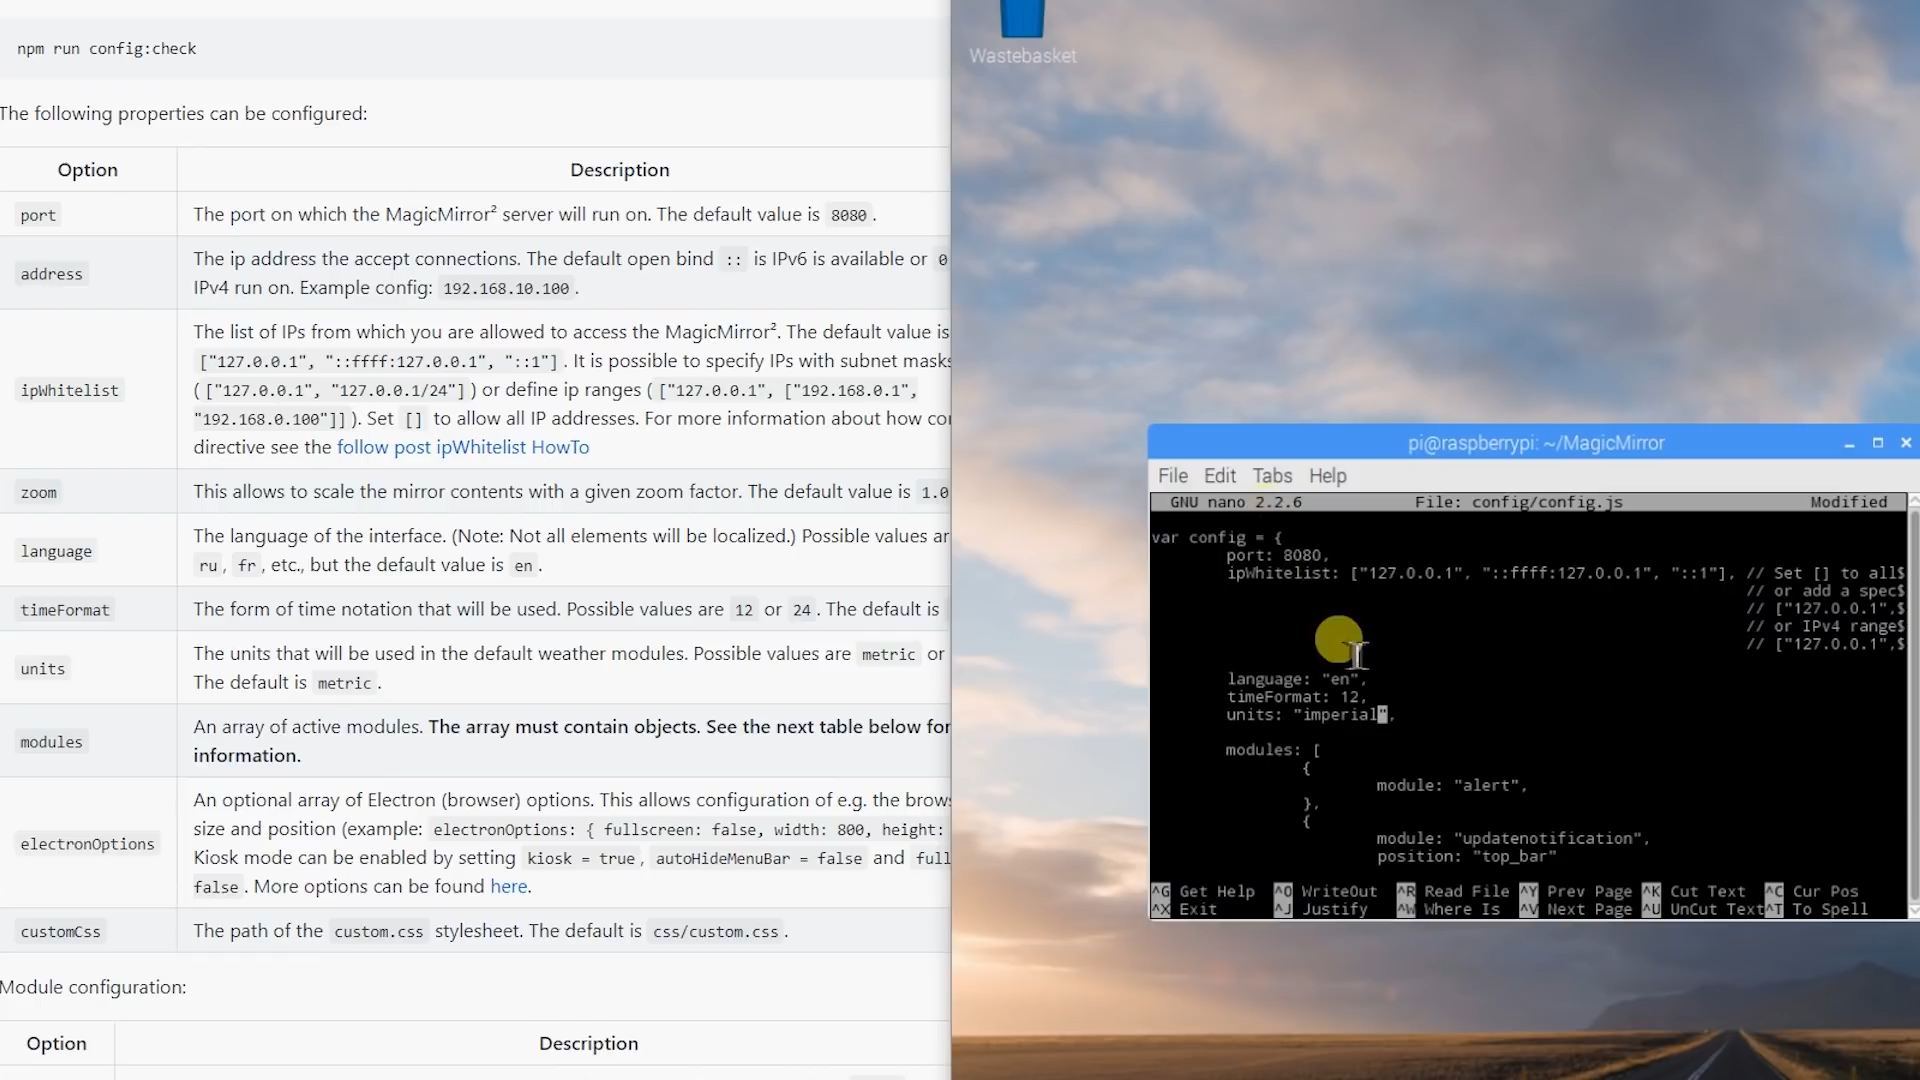 npm run config:check
The following properties can be configured:
Option Description
port The port on which the MagicMirror² server will run on. The default value is 8080 .
address The ip address the accept connections. The default open bind :: is IPv6 is available or 0
IPv4 run on. Example config: 192.168.10.100 .
ipWhitelist The list of IPs from which you are allowed to access the MagicMirror². The default value is
["127.0.0.1", "::ffff:127.0.0.1", "::1"] . It is possible to specify IPs with subnet masks
( ["127.0.0.1", "127.0.0.1/24"] ) or define ip ranges ( ["127.0.0.1", ["192.168.0.1",
"192.168.0.100"]] ). Set [] to allow all IP addresses. For more information about how co
directive see the follow post ipWhitelist HowTo
zoom This allows to scale the mirror contents with a given zoom factor. The default value is 1.0
language The language of the interface. (Note: Not all elements will be localized.) Possible values ar
ru , fr , etc., but the default value is en .
timeFormat The form of time notation that will be used. Possible values are 12 or 24 . The default is
units The units that will be used in the default weather modules. Possible values are metric or
The default is metric .
modules An array of active modules. The array must contain objects. See the next table below for
information.
electronOptions An optional array of Electron (browser) options. This allows configuration of e.g. the brows
size and position (example: electronOptions: { fullscreen: false, width: 800, height:
Kiosk mode can be enabled by setting kiosk = true , autoHideMenuBar = false and full
false . More options can be found here.
customCss The path of the custom.css stylesheet. The default is css/custom.css .
Module configuration:
Option Description
Wastebasket
pi@raspberrypi: ~/MagicMirror
File Edit Tabs Help
GNU nano 2.2.6 File: config/config.js Modified
var config = {
port: 8080,
ipWhitelist: ["127.0.0.1", "::ffff:127.0.0.1", "::1"], // Set [] to all$
// or add a spec$
// ["127.0.0.1",$
// or IPv4 range$
// ["127.0.0.1",$
language: "en",
timeFormat: 12,
units: "imperial",
modules: [
{
module: "alert",
},
{
module: "updatenotification",
position: "top_bar"
^G Get Help ^O WriteOut ^R Read File ^Y Prev Page ^K Cut Text ^C Cur Pos
^X Exit ^J Justify ^W Where Is ^V Next Page ^U UnCut Text ^T To Spell